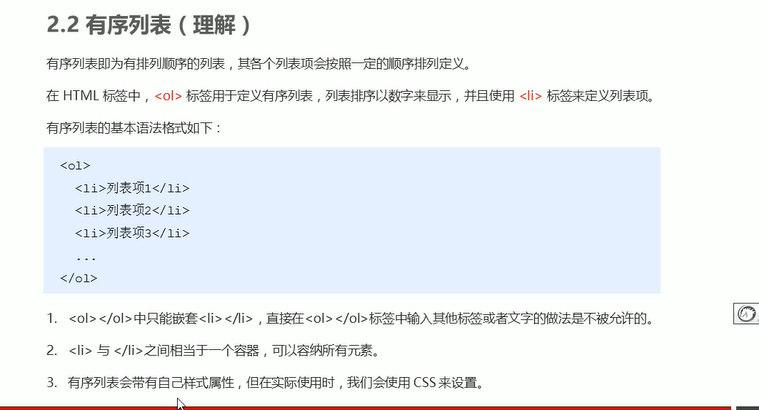 2.2 有序列表（理解）
有序列表即为有排列顺序的列表，其各个列表项会按照一定的顺序排列定义。
在 HTML 标签中，<ol> 标签用于定义有序列表，列表排序以数字来显示，并且使用 <li> 标签来定义列表项。
有序列表的基本语法格式如下：
<ol>
<li>列表项1</li>
<li>列表项2</li>
<li>列表项3</li>
...
</ol>
1. <ol></ol>中只能嵌套<li></li>，直接在<ol></ol>标签中输入其他标签或者文字的做法是不被允许的。
2. <li> 与 </li>之间相当于一个容器，可以容纳所有元素。
3. 有序列表会带有自己样式属性，但在实际使用时，我们会使用 CSS 来设置。